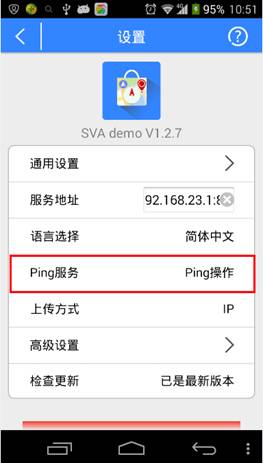 95% 10:51
设置
SVA demo V1.2.7
通用设置
服务地址 92.168.23.1:8
语言选择 简体中文
Ping服务 Ping操作
上传方式 IP
高级设置
检查更新 已是最新版本